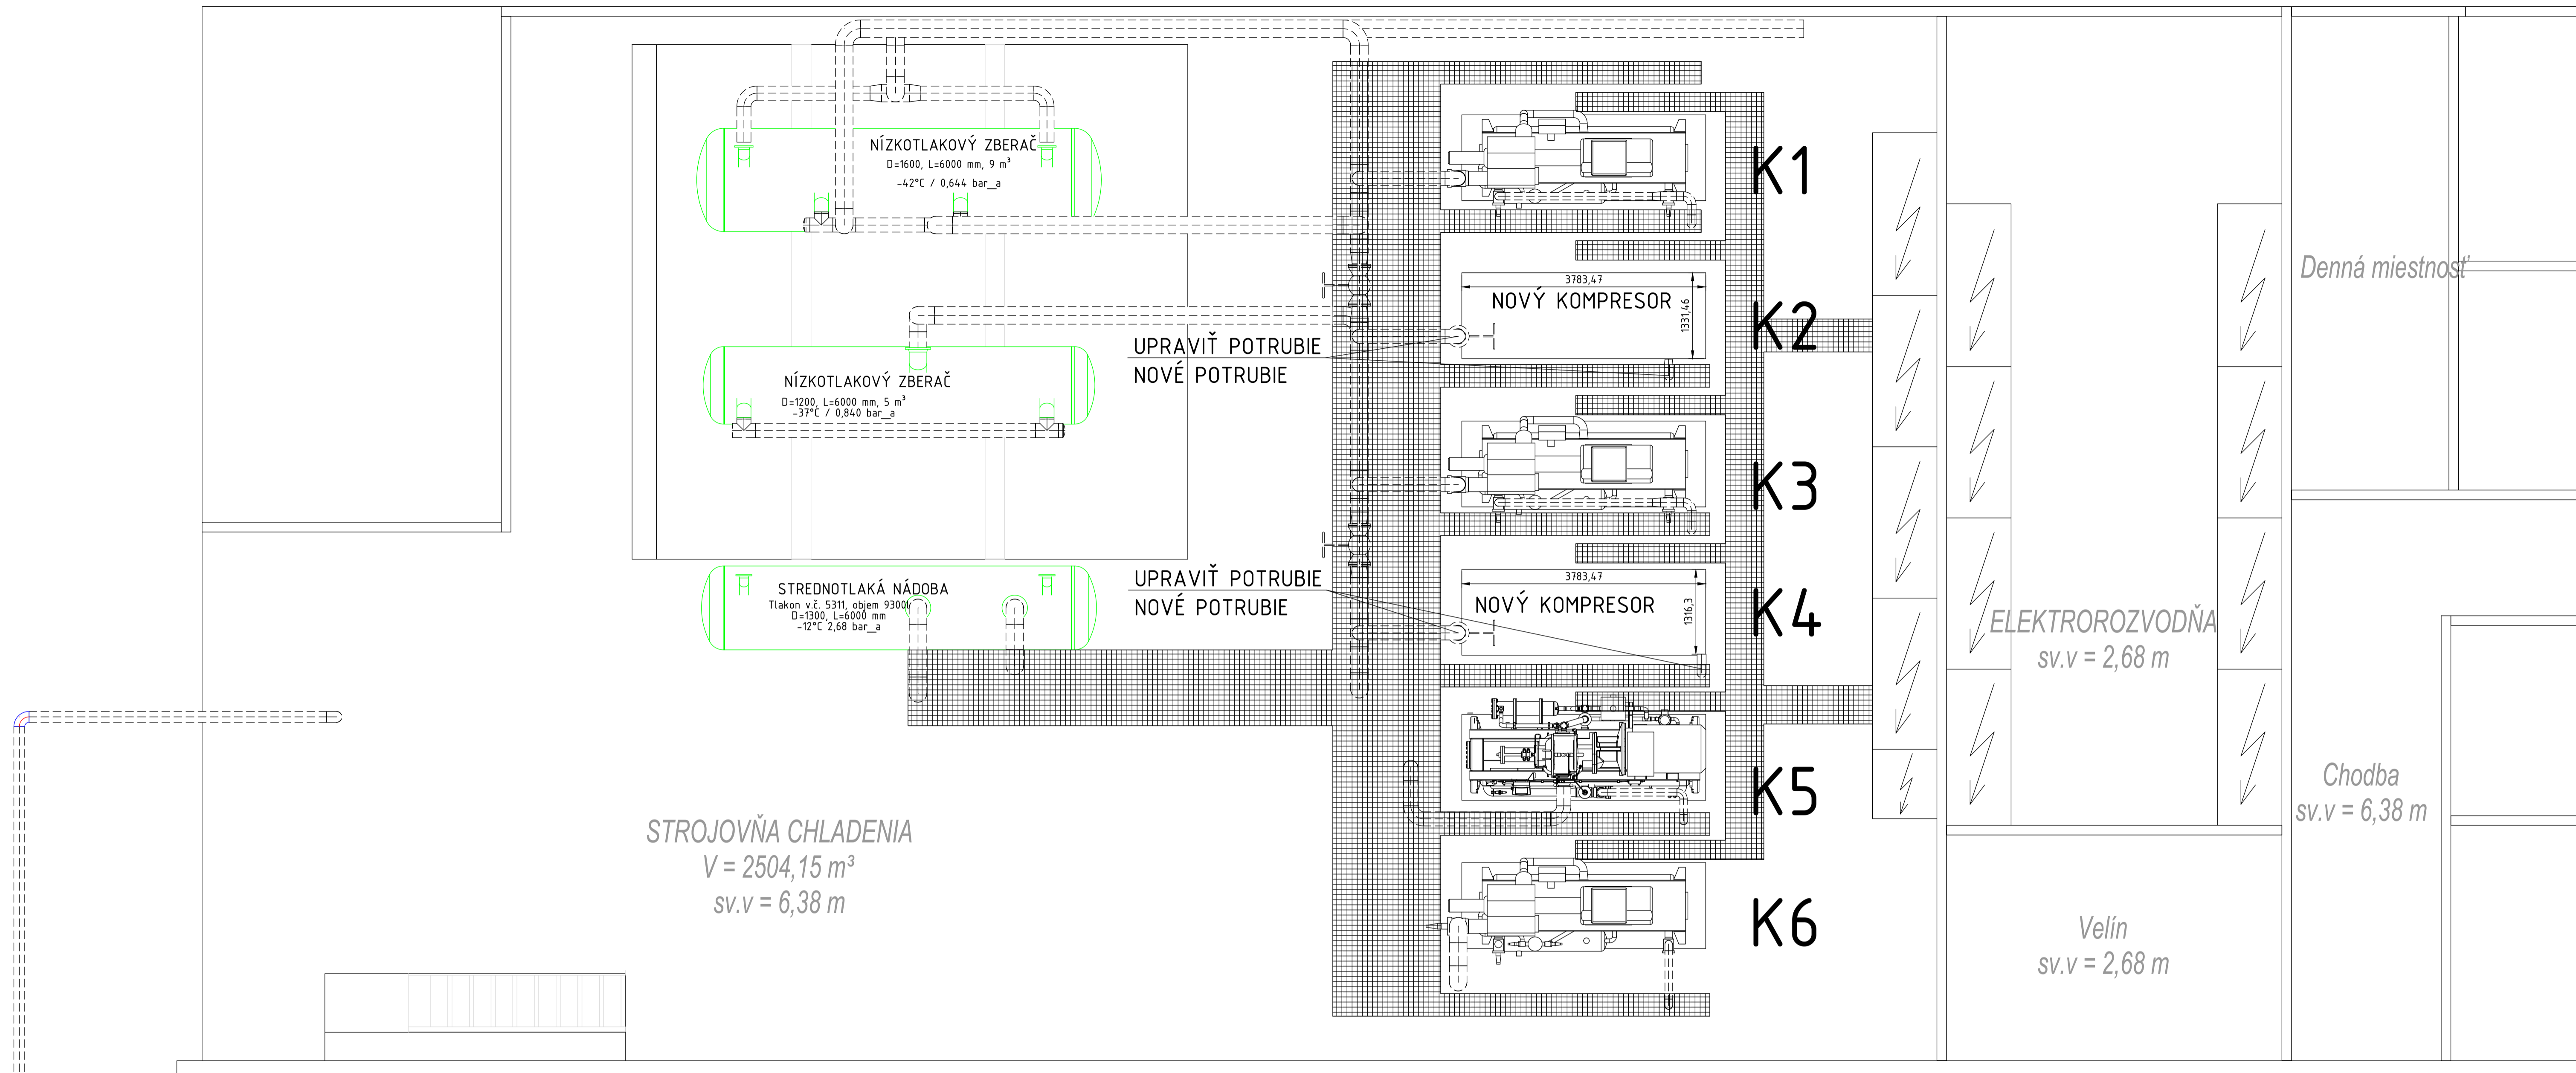 NÍZKOTLAKOVÝ ZBERAČ
D=1600, L=6000 mm, 9 m³
-42°C / 0,644 bar_a
K1
Denná miestnosť
3783,47
NOVÝ KOMPRESOR
1331,46
K2
UPRAVIŤ POTRUBIE
NOVÉ POTRUBIE
NÍZKOTLAKOVÝ ZBERAČ
D=1200, L=6000 mm, 5 m³
-37°C / 0,840 bar_a
K3
UPRAVIŤ POTRUBIE
NOVÉ POTRUBIE
STREDNOTLAKÁ NÁDOBA
Tlakon v.č. 5311, objem 9300l
D=1300, L=6000 mm
-12°C 2,68 bar_a
3783,47
NOVÝ KOMPRESOR
1316,3
K4
ELEKTROROZVODŇA
sv.v = 2,68 m
K5
Chodba
sv.v = 6,38 m
STROJOVŇA CHLADENIA
V = 2504,15 m³
sv.v = 6,38 m
K6
Velín
sv.v = 2,68 m